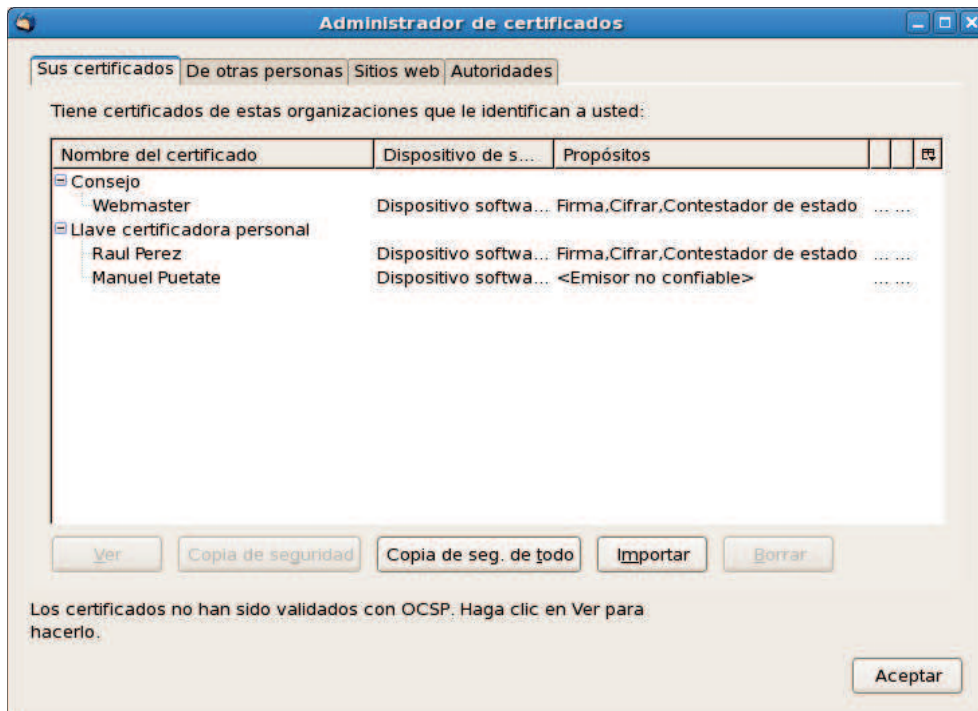 Administrador de certificados
Sus certificados De otras personas Sitios web Autoridades
Tiene certificados de estas organizaciones que le identifican a usted:
Nombre del certificado Dispositivo de s... Propósitos
Consejo
Webmaster Dispositivo softwa... Firma,Cifrar,Contestador de estado ... ...
Llave certificadora personal
Raul Perez Dispositivo softwa... Firma,Cifrar,Contestador de estado ... ...
Manuel Puetate Dispositivo softwa... <Emisor no confiable> ... ...
Ver Copia de seguridad Copia de seg. de todo Importar Borrar
Los certificados no han sido validados con OCSP. Haga clic en Ver para
hacerlo.
Aceptar